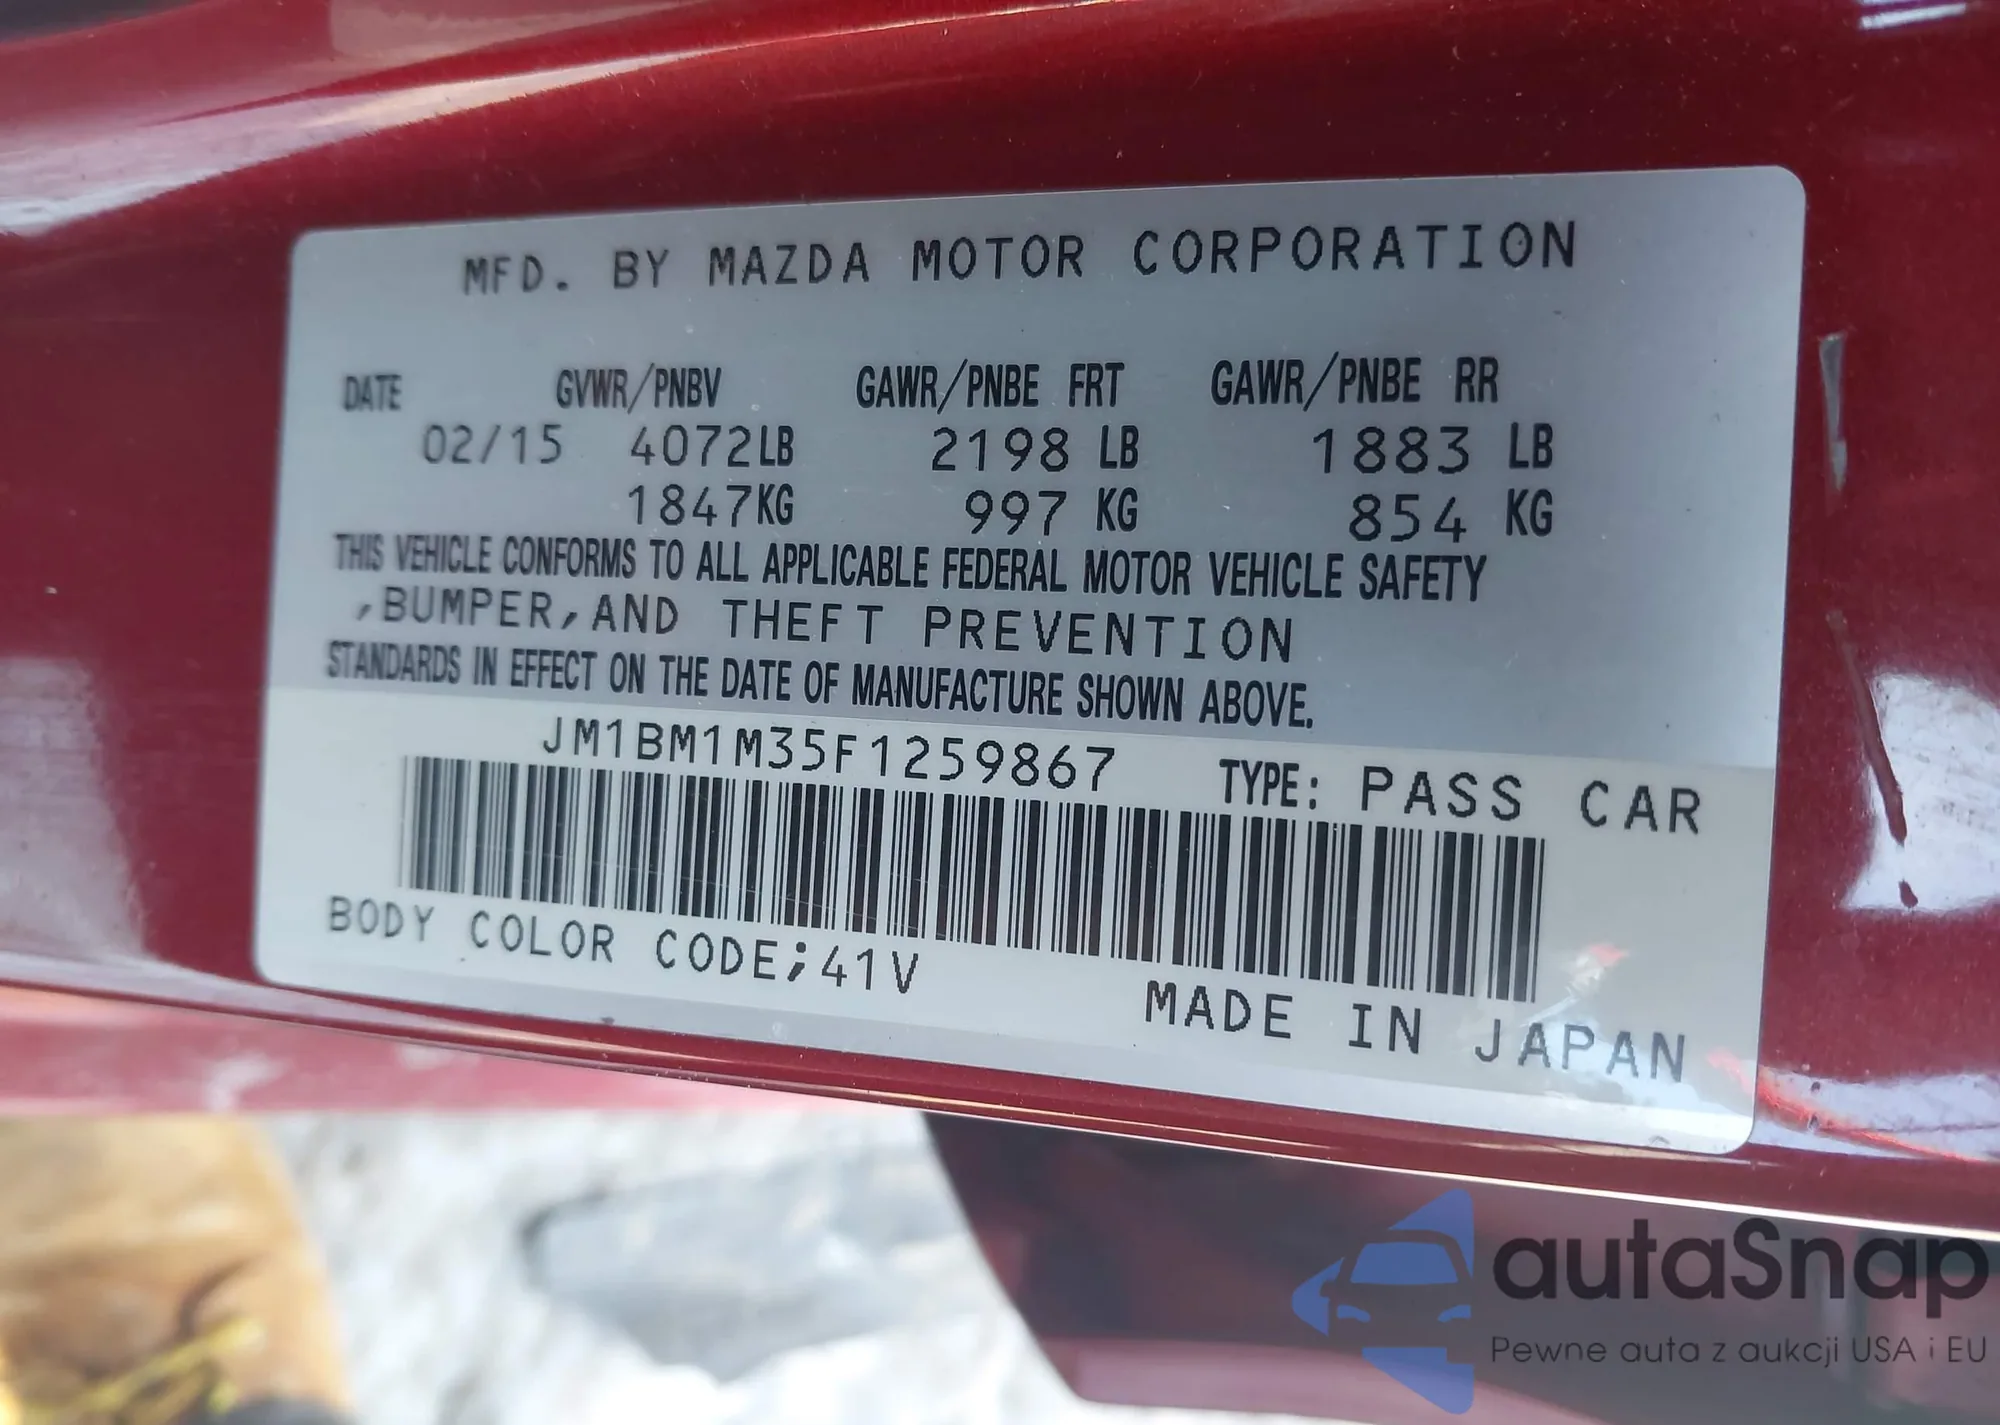 MFD. BY MAZDA MOTOR CORPORATION
DATE GVWR/PNBV GAWR/PNBE FRT GAWR/PNBE RR
02/15 4072LB 2198 LB 1883 LB
1847KG 997 KG 854 KG
THIS VEHICLE CONFORMS TO ALL APPLICABLE FEDERAL MOTOR VEHICLE SAFETY
,BUMPER,AND THEFT PREVENTION
STANDARDS IN EFFECT ON THE DATE OF MANUFACTURE SHOWN ABOVE.
JM1BM1M35F1259867 TYPE: PASS CAR
BODY COLOR CODE;41V
MADE IN JAPAN
autaSnap
Pewne auta z aukcji USA i EU